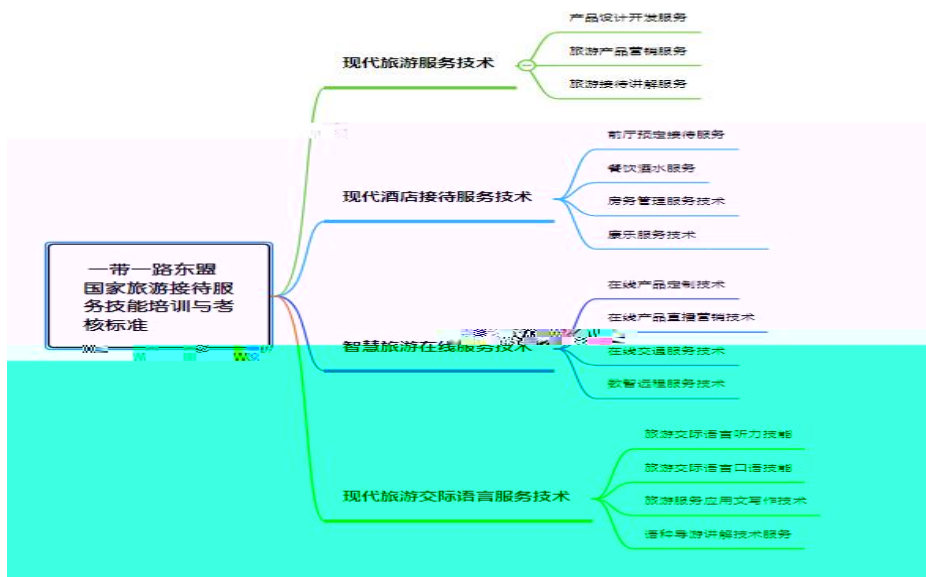 一带一路东盟
国家旅游接待服
务技能培训与考
核标准
现代旅游服务技术
产品设计开发服务
旅游产品营销服务
旅游接待讲解服务
现代酒店接待服务技术
前厅预定接待服务
餐饮酒水服务
房务管理服务技术
康乐服务技术
智慧旅游在线服务技术
在线产品定制技术
在线产品直播营销技术
在线交通服务技术
数智远程服务技术
现代旅游交际语言服务技术
旅游交际语言听力技能
旅游交际语言口语技能
旅游服务应用文写作技术
语种导游讲解技术服务